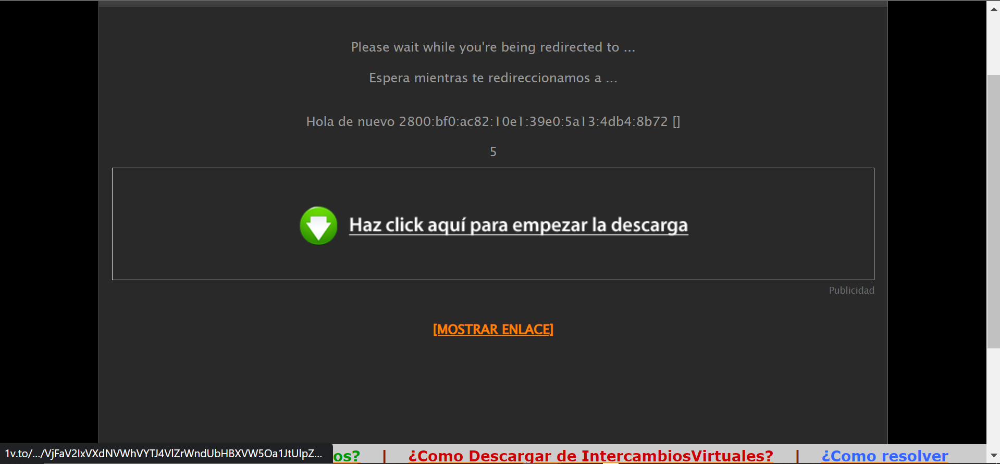 Please wait while you're being redirected to ...
Espera mientras te redireccionamos a ...
Hola de nuevo 2800:bf0:ac82:10e1:39e0:5a13:4db4:8b72 []
5
Haz click aquí para empezar la descarga
Publicidad
[MOSTRAR ENLACE]
1v.to/.../VjFaV2IxVXdNVWhVYTJ4VlZrWndUbHBXVW5Oa1JtUlpZ... os? | ¿Como Descargar de IntercambiosVirtuales? | ¿Como resolver